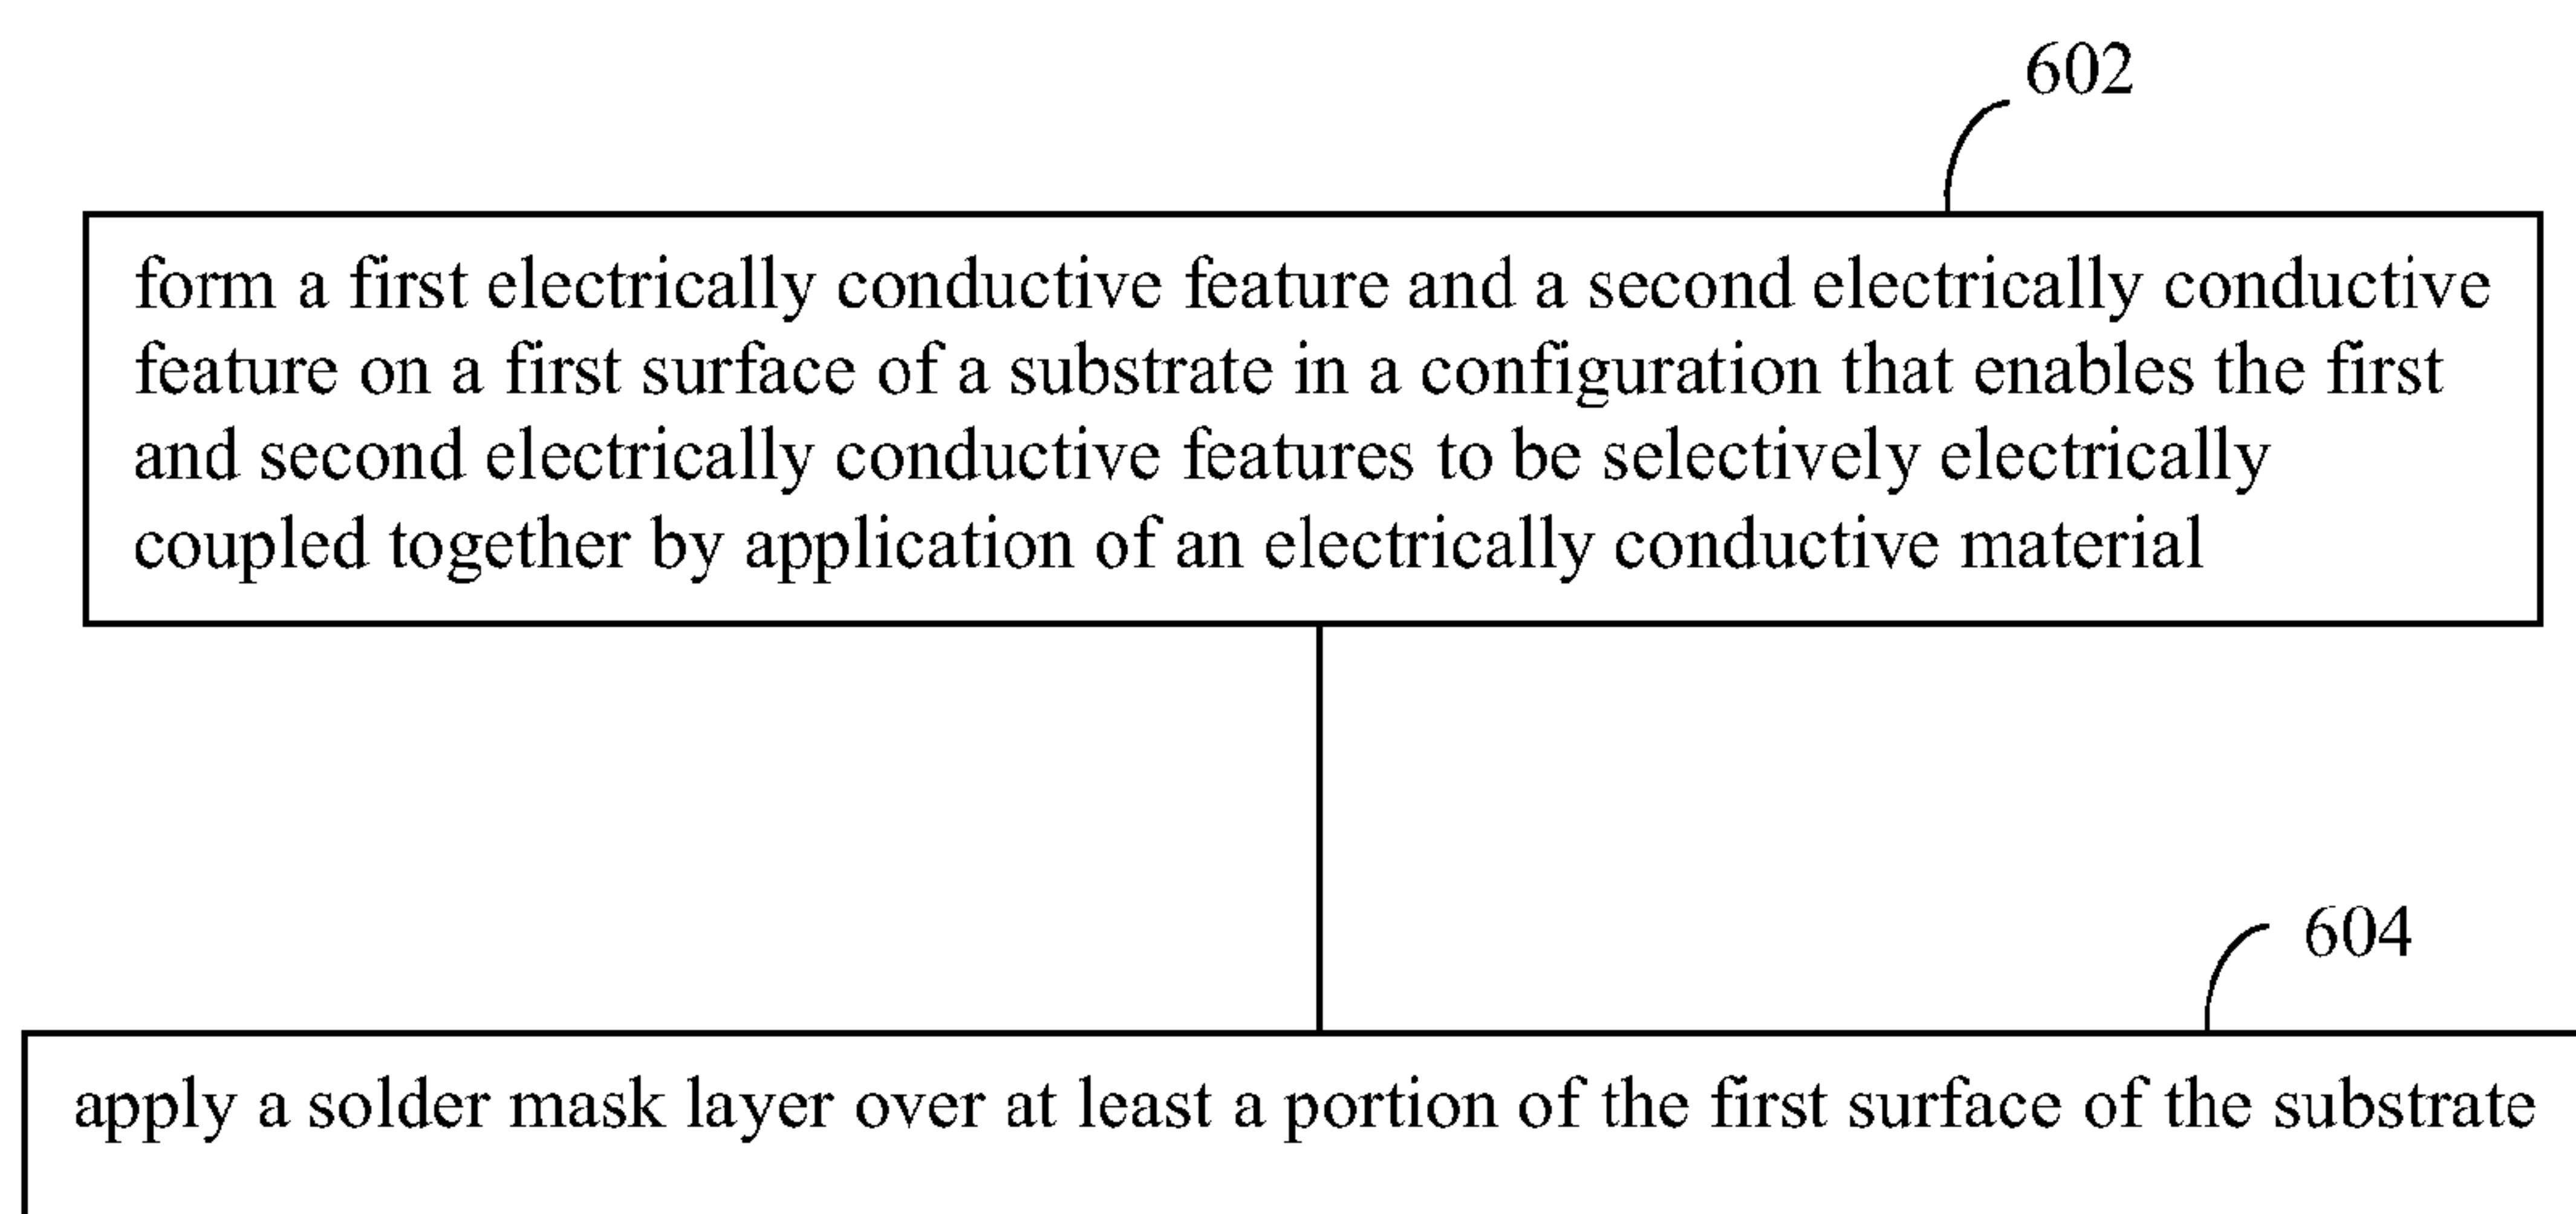 602
form a first electrically conductive feature and a second electrically conductive
feature on a first surface of a substrate in a configuration that enables the first
and second electrically conductive features to be selectively electrically
coupled together by application of an electrically conductive material
604
apply a solder mask layer over at least a portion of the first surface of the substrate